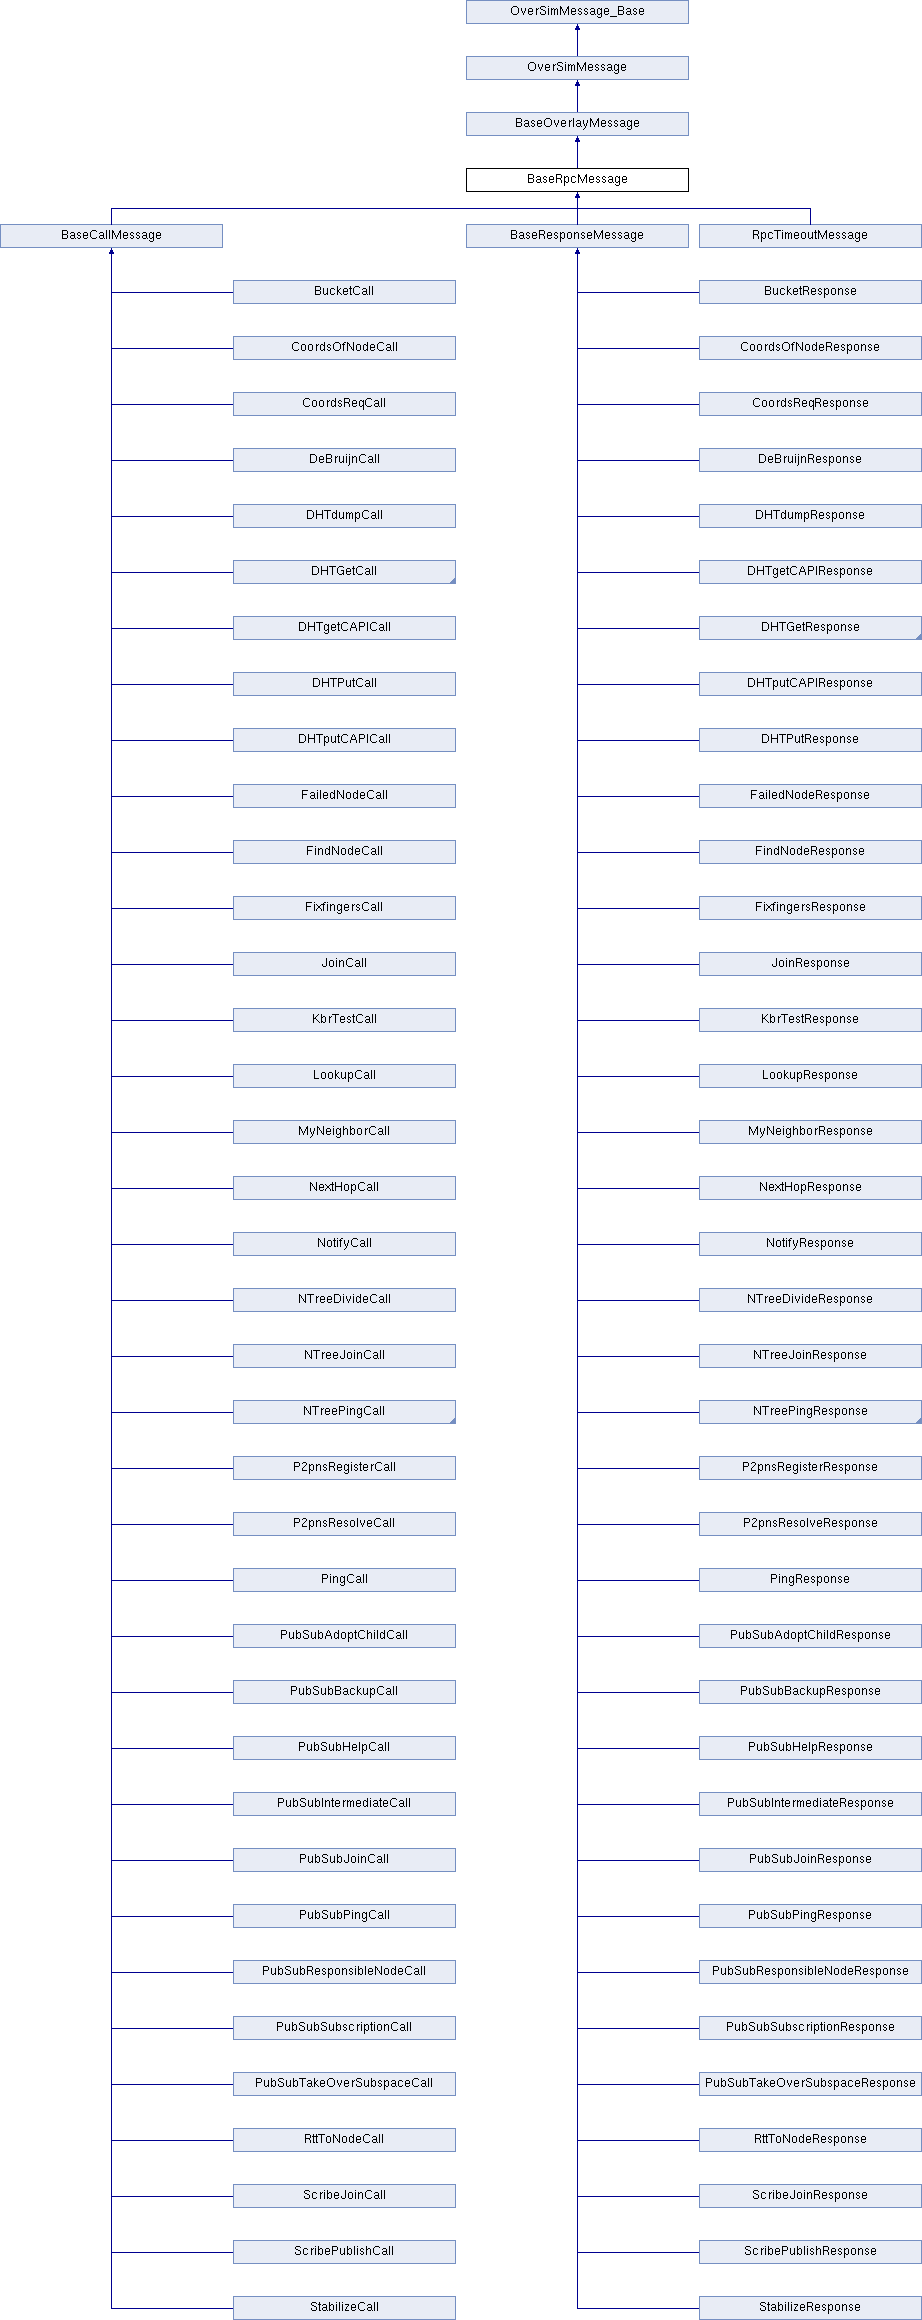 OverSimMessage_Base
OverSimMessage
BaseOverlayMessage
BaseRpcMessage
BaseCallMessage BaseResponseMessage RpcTimeoutMessage
BucketCall BucketResponse
CoordsOfNodeCall CoordsOfNodeResponse
CoordsReqCall CoordsReqResponse
DeBruijnCall DeBruijnResponse
DHTdumpCall DHTdumpResponse
DHTGetCall DHTgetCAPIResponse
DHTgetCAPICall DHTGetResponse
DHTPutCall DHTputCAPIResponse
DHTputCAPICall DHTPutResponse
FailedNodeCall FailedNodeResponse
FindNodeCall FindNodeResponse
FixfingersCall FixfingersResponse
JoinCall JoinResponse
KbrTestCall KbrTestResponse
LookupCall LookupResponse
MyNeighborCall MyNeighborResponse
NextHopCall NextHopResponse
NotifyCall NotifyResponse
NTreeDivideCall NTreeDivideResponse
NTreeJoinCall NTreeJoinResponse
NTreePingCall NTreePingResponse
P2pnsRegisterCall P2pnsRegisterResponse
P2pnsResolveCall P2pnsResolveResponse
PingCall PingResponse
PubSubAdoptChildCall PubSubAdoptChildResponse
PubSubBackupCall PubSubBackupResponse
PubSubHelpCall PubSubHelpResponse
PubSubIntermediateCall PubSubIntermediateResponse
PubSubJoinCall PubSubJoinResponse
PubSubPingCall PubSubPingResponse
PubSubResponsibleNodeCall PubSubResponsibleNodeResponse
PubSubSubscriptionCall PubSubSubscriptionResponse
PubSubTakeOverSubspaceCall PubSubTakeOverSubspaceResponse
RttToNodeCall RttToNodeResponse
ScribeJoinCall ScribeJoinResponse
ScribePublishCall ScribePublishResponse
StabilizeCall StabilizeResponse